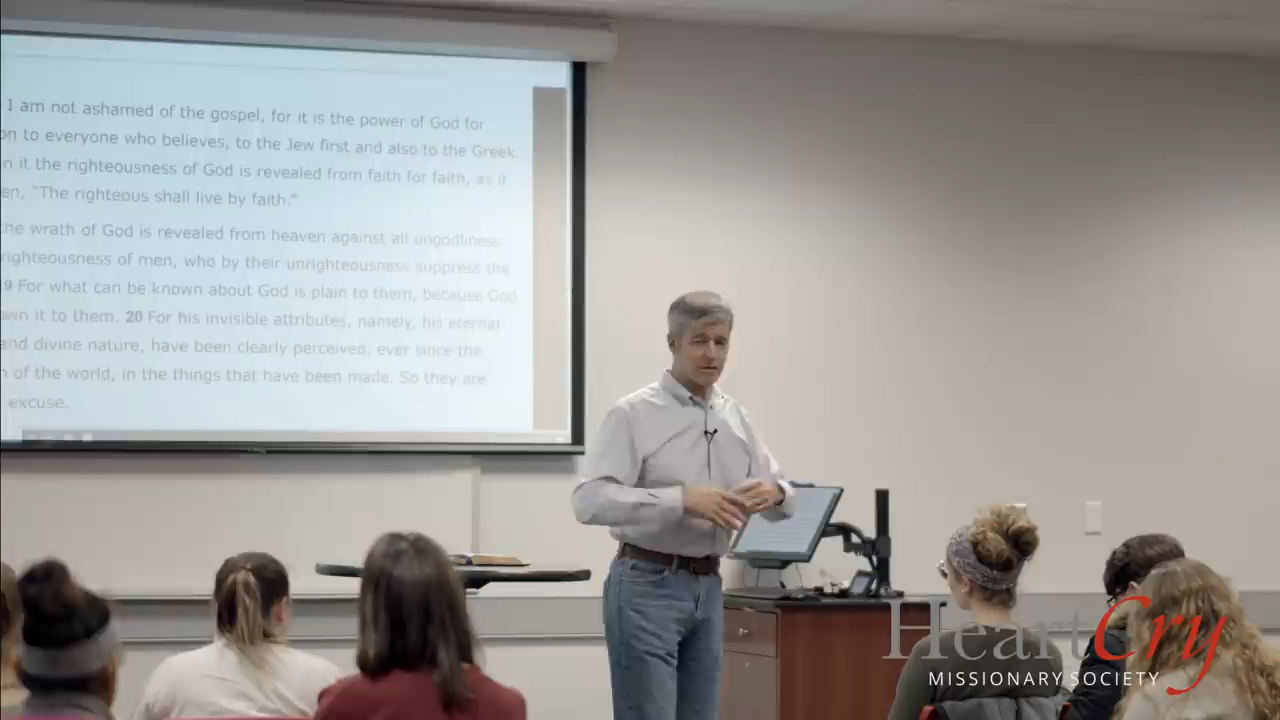 I am not ashamed of the gospel, for it is the power of God for
on to everyone who believes, to the Jew first and also to the Greek.
n it the righteousness of God is revealed from faith for faith, as it
en, “The righteous shall live by faith.”
he wrath of God is revealed from heaven against all ungodliness
righteousness of men, who by their unrighteousness suppress the
9 For what can be known about God is plain to them, because God
wn it to them. 20 For his invisible attributes, namely, his eternal
and divine nature, have been clearly perceived, ever since the
n of the world, in the things that have been made. So they are
excuse.
HeartCry
MISSIONARY SOCIETY